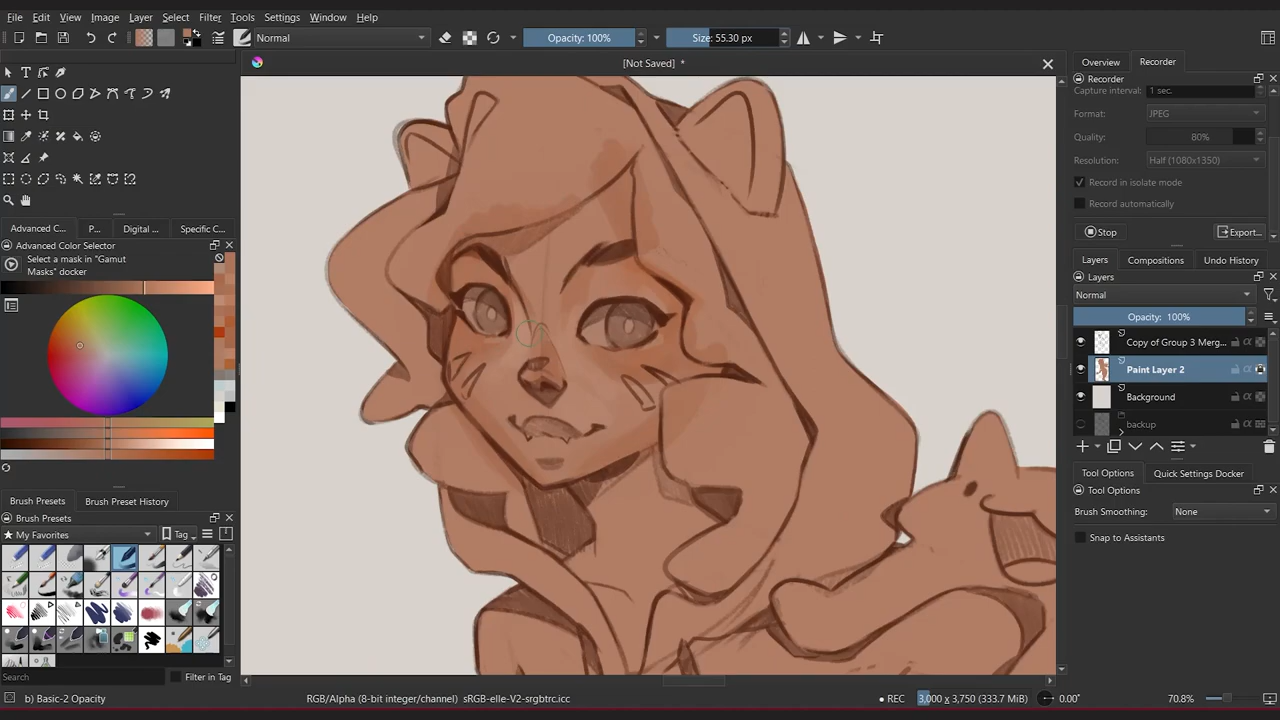 File Edit View Image Layer Select Filter Tools Settings Window Help
Normal Opacity: 100% Size: 55.30 px
[Not Saved] *
Overview Recorder
Recorder
Capture interval: 1 sec.
Format: JPEG
Quality: 80%
Resolution: Half (1080x1350)
Record in isolate mode
Record automatically
Stop Export...
Layers Compositions Undo History
Layers
Normal
Opacity: 100%
Copy of Group 3 Merg...
Paint Layer 2
Background
backup
Tool Options Quick Settings Docker
Tool Options
Brush Smoothing: None
Snap to Assistants
Advanced C... P... Digital ... Specific C...
Advanced Color Selector
Select a mask in "Gamut
Masks" docker
Brush Presets Brush Preset History
Brush Presets
My Favorites Tag
Search Filter in Tag
b) Basic-2 Opacity RGB/Alpha (8-bit integer/channel) sRGB-elle-V2-srgbtrc.icc REC 3,000 x 3,750 (333.7 MiB) 0.00° 70.8%